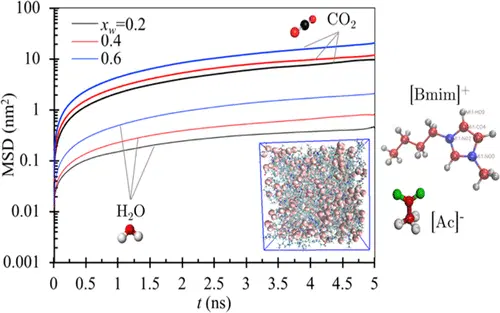 100
10
1
0.1
0.01
0.001
MSD (nm²)
x_w=0.2
0.4
0.6
CO₂
H₂O
0 0.5 1 1.5 2 2.5 3 3.5 4 4.5 5
t (ns)
[Bmim]⁺
[Ac]-